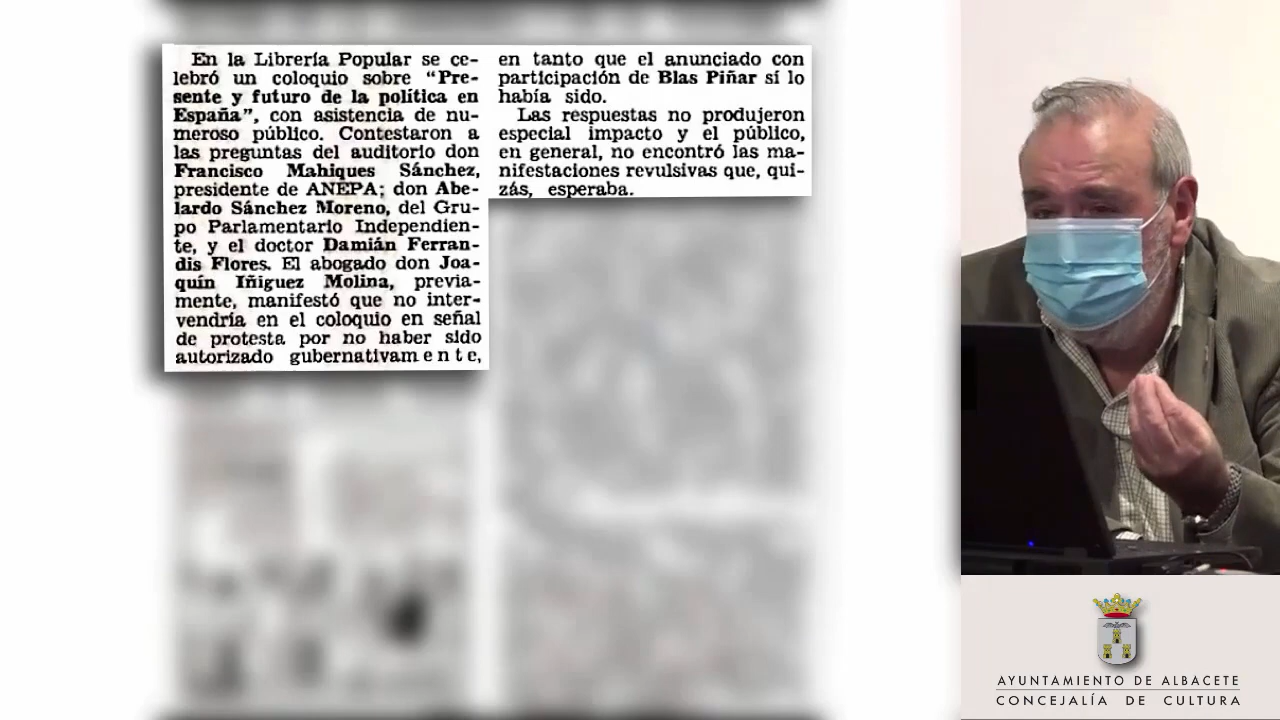 En la Librería Popular se ce-
lebró un coloquio sobre “Pre-
sente y futuro de la política en
España”, con asistencia de nu-
meroso público. Contestaron a
las preguntas del auditorio don
Francisco Mahiques Sánchez,
presidente de ANEPA; don Abe-
lardo Sánchez Moreno, del Gru-
po Parlamentario Independien-
te, y el doctor Damián Ferran-
dis Flores. El abogado don Joa-
quín Iñiguez Molina, previa-
mente, manifestó que no inter-
vendría en el coloquio en señal
de protesta por no haber sido
autorizado gubernativamente,
en tanto que el anunciado con
participación de Blas Piñar sí lo
había sido.
Las respuestas no produjeron
especial impacto y el público,
en general, no encontró las ma-
nifestaciones revulsivas que, qui-
zás, esperaba.
AYUNTAMIENTO DE ALBACETE
CONCEJALÍA DE CULTURA